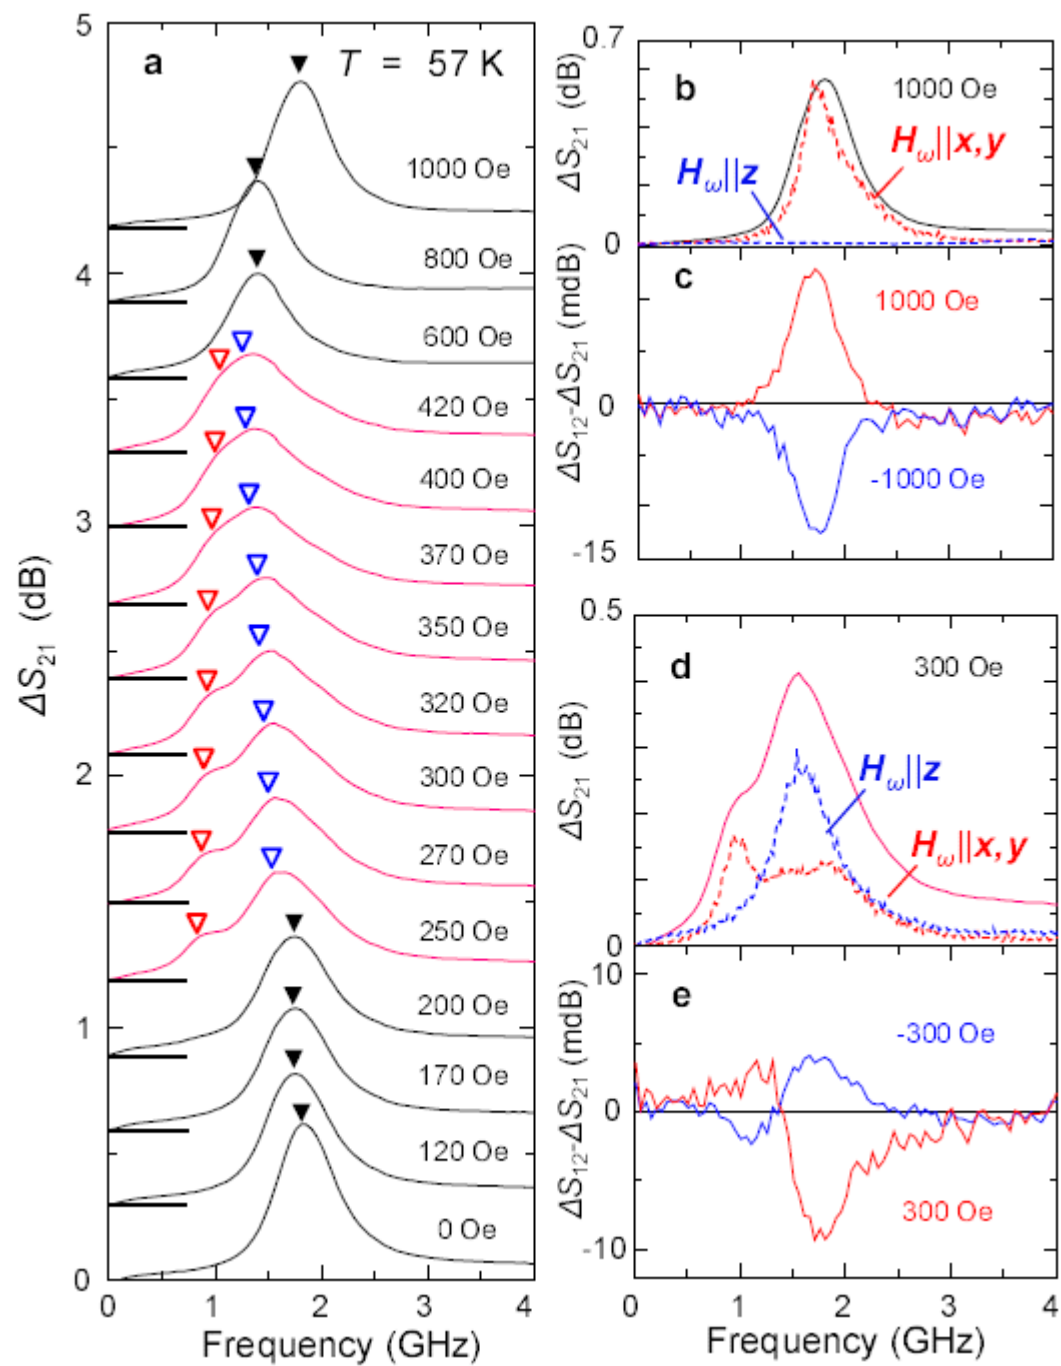 a T = 57 K
5
4
3
2
1
0
ΔS21 (dB)
1000 Oe
800 Oe
600 Oe
420 Oe
400 Oe
370 Oe
350 Oe
320 Oe
300 Oe
270 Oe
250 Oe
200 Oe
170 Oe
120 Oe
0 Oe
0 1 2 3 4
Frequency (GHz)
b
0.7
0
ΔS21 (dB)
1000 Oe
Hω||x,y
Hω||z
c
0
-15
ΔS12-ΔS21 (mdB)
1000 Oe
-1000 Oe
d
0.5
0
ΔS21 (dB)
300 Oe
Hω||z
Hω||x,y
e
10
0
-10
ΔS12-ΔS21 (mdB)
-300 Oe
300 Oe
0 1 2 3 4
Frequency (GHz)